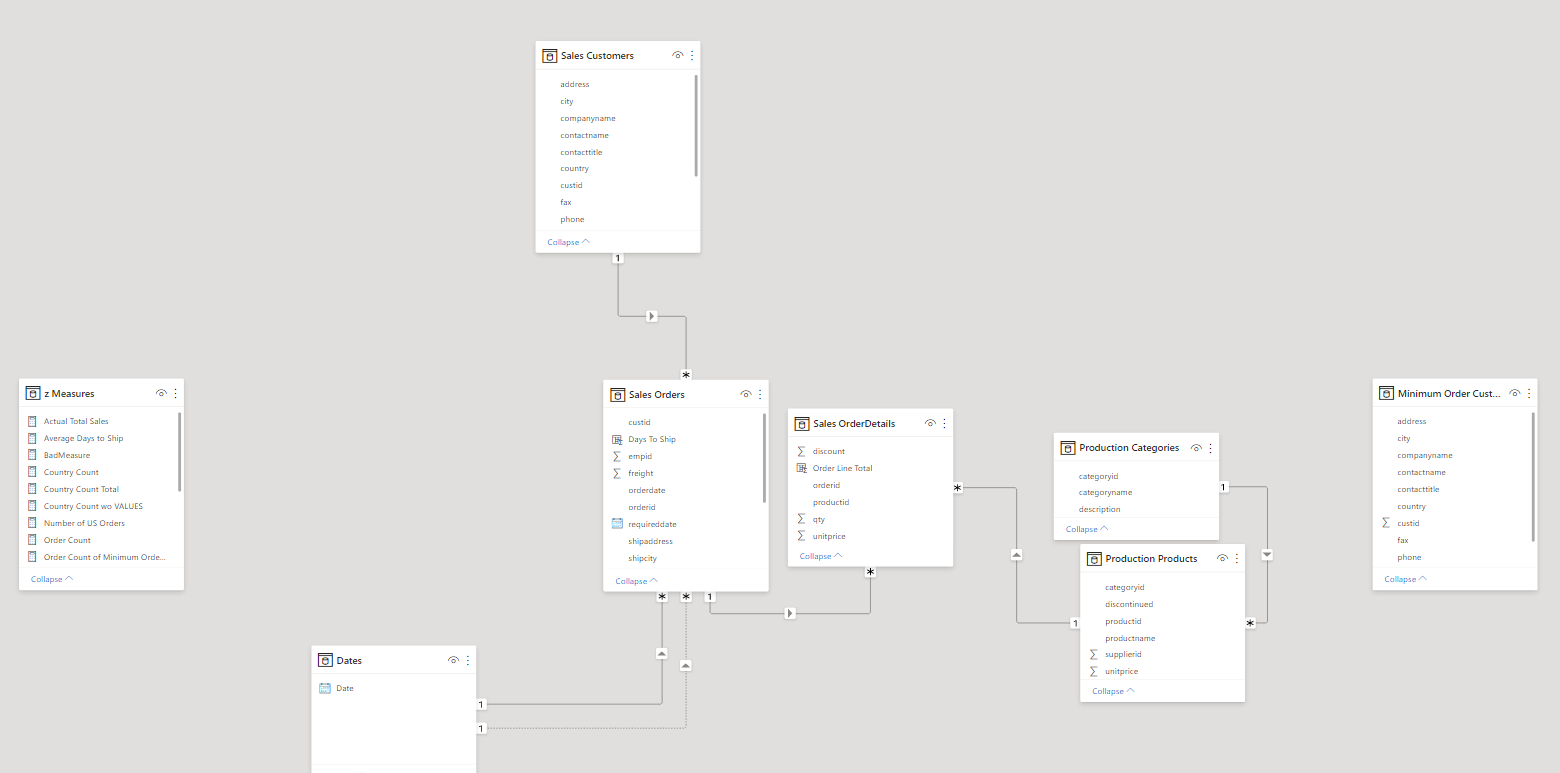 Sales Customers
address
city
companyname
contactname
contacttitle
country
custid
fax
phone
Collapse
1
*
z Measures
Actual Total Sales
Average Days to Ship
BadMeasure
Country Count
Country Count Total
Country Count wo VALUES
Number of US Orders
Order Count
Order Count of Minimum Orde...
Collapse
Sales Orders
custid
Days To Ship
empid
freight
orderdate
orderid
requireddate
shipaddress
shipcity
Collapse
*
*
1
Sales OrderDetails
discount
Order Line Total
orderid
productid
qty
unitprice
Collapse
*
*
Production Categories
categoryid
categoryname
description
Collapse
1
Production Products
categoryid
discontinued
productid
productname
supplierid
unitprice
Collapse
1
*
Minimum Order Cust...
address
city
companyname
contactname
contacttitle
country
custid
fax
phone
Collapse
Dates
Date
1
1